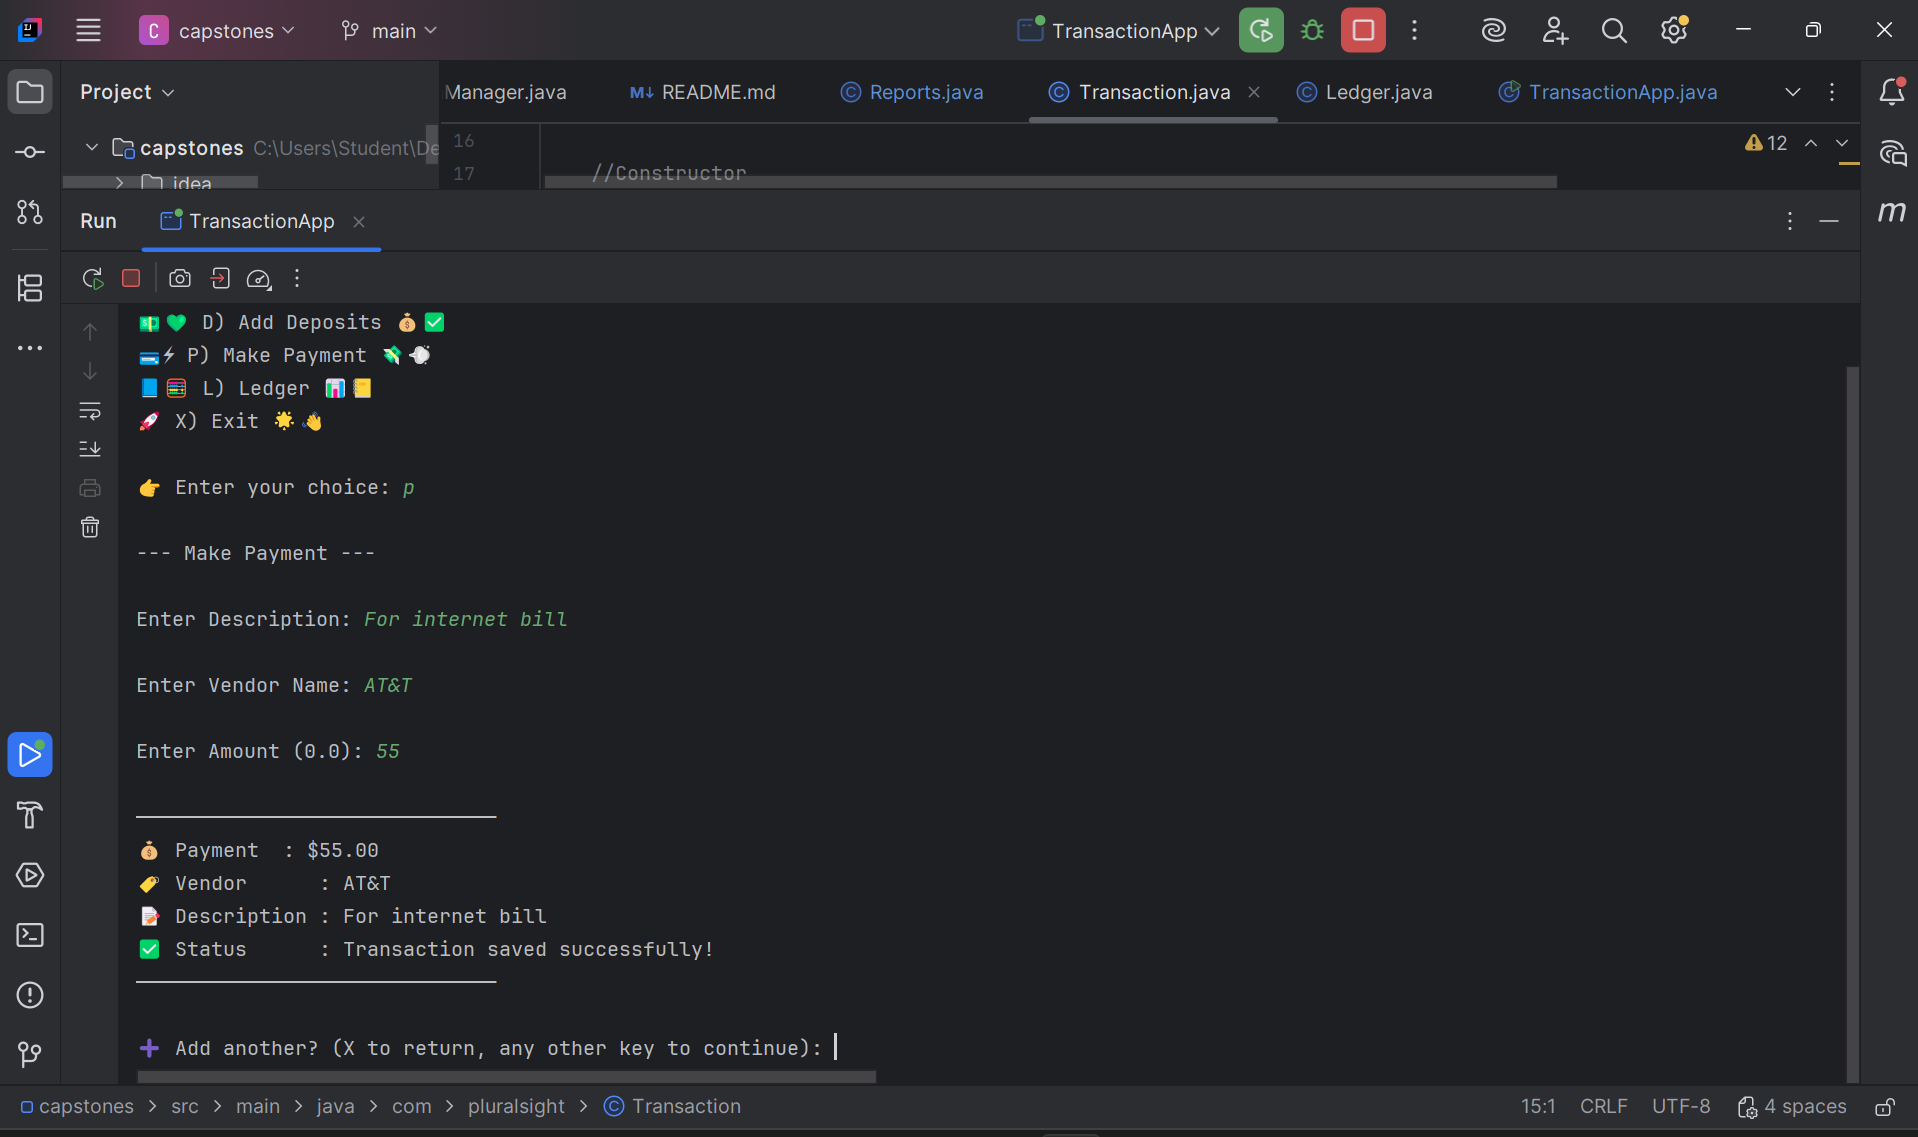 C capstones main TransactionApp
Project
Manager.java M↓ README.md Reports.java Transaction.java Ledger.java TransactionApp.java
capstones C:\Users\Student\De
idea
16
17 //Constructor
12
Run TransactionApp
💵💚 D) Add Deposits 💰✅
💳⚡ P) Make Payment 💸💨
📘🧮 L) Ledger 📊📒
🚀 X) Exit 🌟👋
👉 Enter your choice: p
--- Make Payment ---
Enter Description: For internet bill
Enter Vendor Name: AT&T
Enter Amount (0.0): 55
💰 Payment : $55.00
🏷️ Vendor : AT&T
📝 Description : For internet bill
✅ Status : Transaction saved successfully!
➕ Add another? (X to return, any other key to continue):
capstones > src > main > java > com > pluralsight > Transaction
15:1 CRLF UTF-8 4 spaces